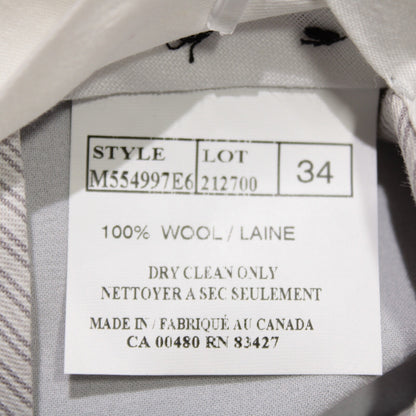 STYLE LOT 34
M554997E6 212700
100% WOOL / LAINE
DRY CLEAN ONLY
NETTOYER A SEC SEULEMENT
MADE IN / FABRIQUÉ AU CANADA
CA 00480 RN 83427